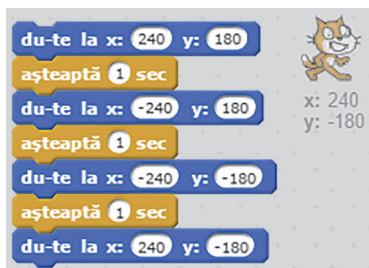 du-te la x: 240 y: 180
așteaptă 1 sec
du-te la x: -240 y: 180
așteaptă 1 sec
du-te la x: -240 y: -180
așteaptă 1 sec
du-te la x: 240 y: -180
x: 240
y: -180